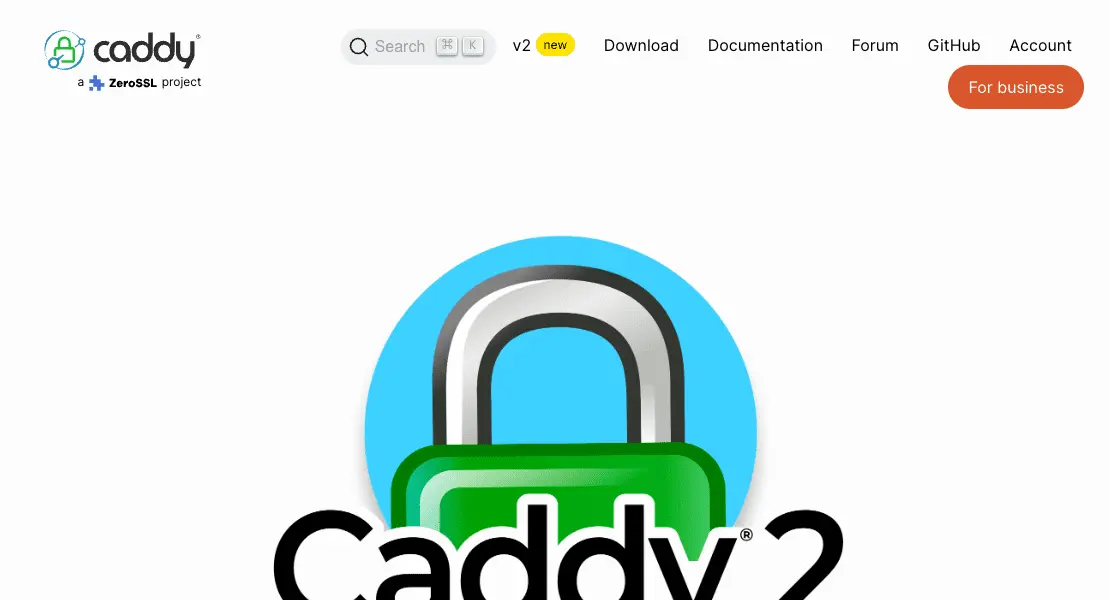 caddy®
a ZeroSSL project
Search ⌘ K
v2 new Download Documentation Forum GitHub Account
For business
Caddy® 2